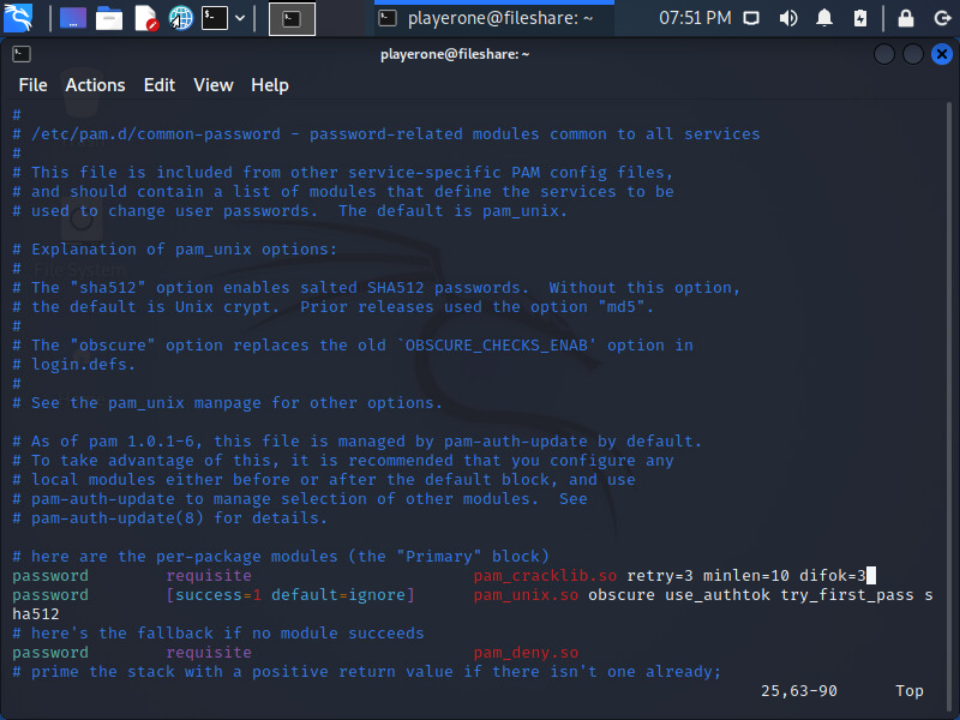 playerone@fileshare: ~ 07:51 PM
playerone@fileshare: ~
File Actions Edit View Help
#
# /etc/pam.d/common-password - password-related modules common to all services
#
# This file is included from other service-specific PAM config files,
# and should contain a list of modules that define the services to be
# used to change user passwords.  The default is pam_unix.

# Explanation of pam_unix options:
#
# The "sha512" option enables salted SHA512 passwords.  Without this option,
# the default is Unix crypt.  Prior releases used the option "md5".
#
# The "obscure" option replaces the old `OBSCURE_CHECKS_ENAB' option in
# login.defs.
#
# See the pam_unix manpage for other options.

# As of pam 1.0.1-6, this file is managed by pam-auth-update by default.
# To take advantage of this, it is recommended that you configure any
# local modules either before or after the default block, and use
# pam-auth-update to manage selection of other modules.  See
# pam-auth-update(8) for details.

# here are the per-package modules (the "Primary" block)
password        requisite                       pam_cracklib.so retry=3 minlen=10 difok=3
password        [success=1 default=ignore]      pam_unix.so obscure use_authtok try_first_pass s
ha512
# here's the fallback if no module succeeds
password        requisite                       pam_deny.so
# prime the stack with a positive return value if there isn't one already;
25,63-90 Top
File System